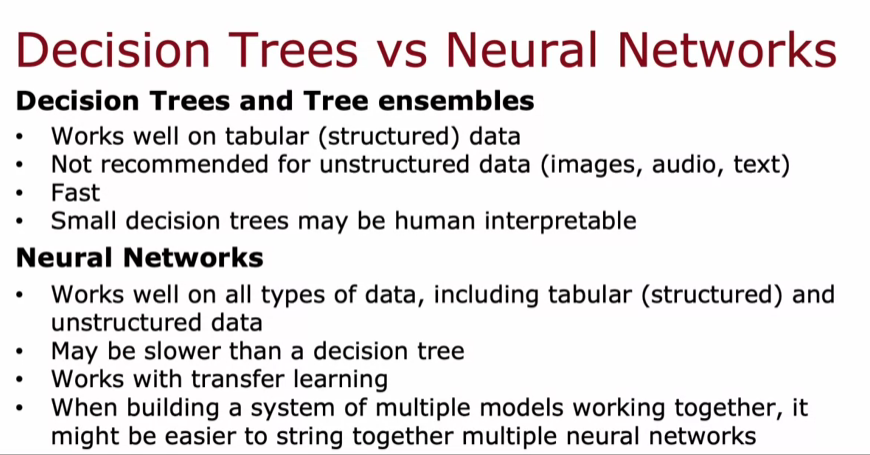 Decision Trees vs Neural Networks
Decision Trees and Tree ensembles
• Works well on tabular (structured) data
• Not recommended for unstructured data (images, audio, text)
• Fast
• Small decision trees may be human interpretable
Neural Networks
• Works well on all types of data, including tabular (structured) and
unstructured data
• May be slower than a decision tree
• Works with transfer learning
• When building a system of multiple models working together, it
might be easier to string together multiple neural networks